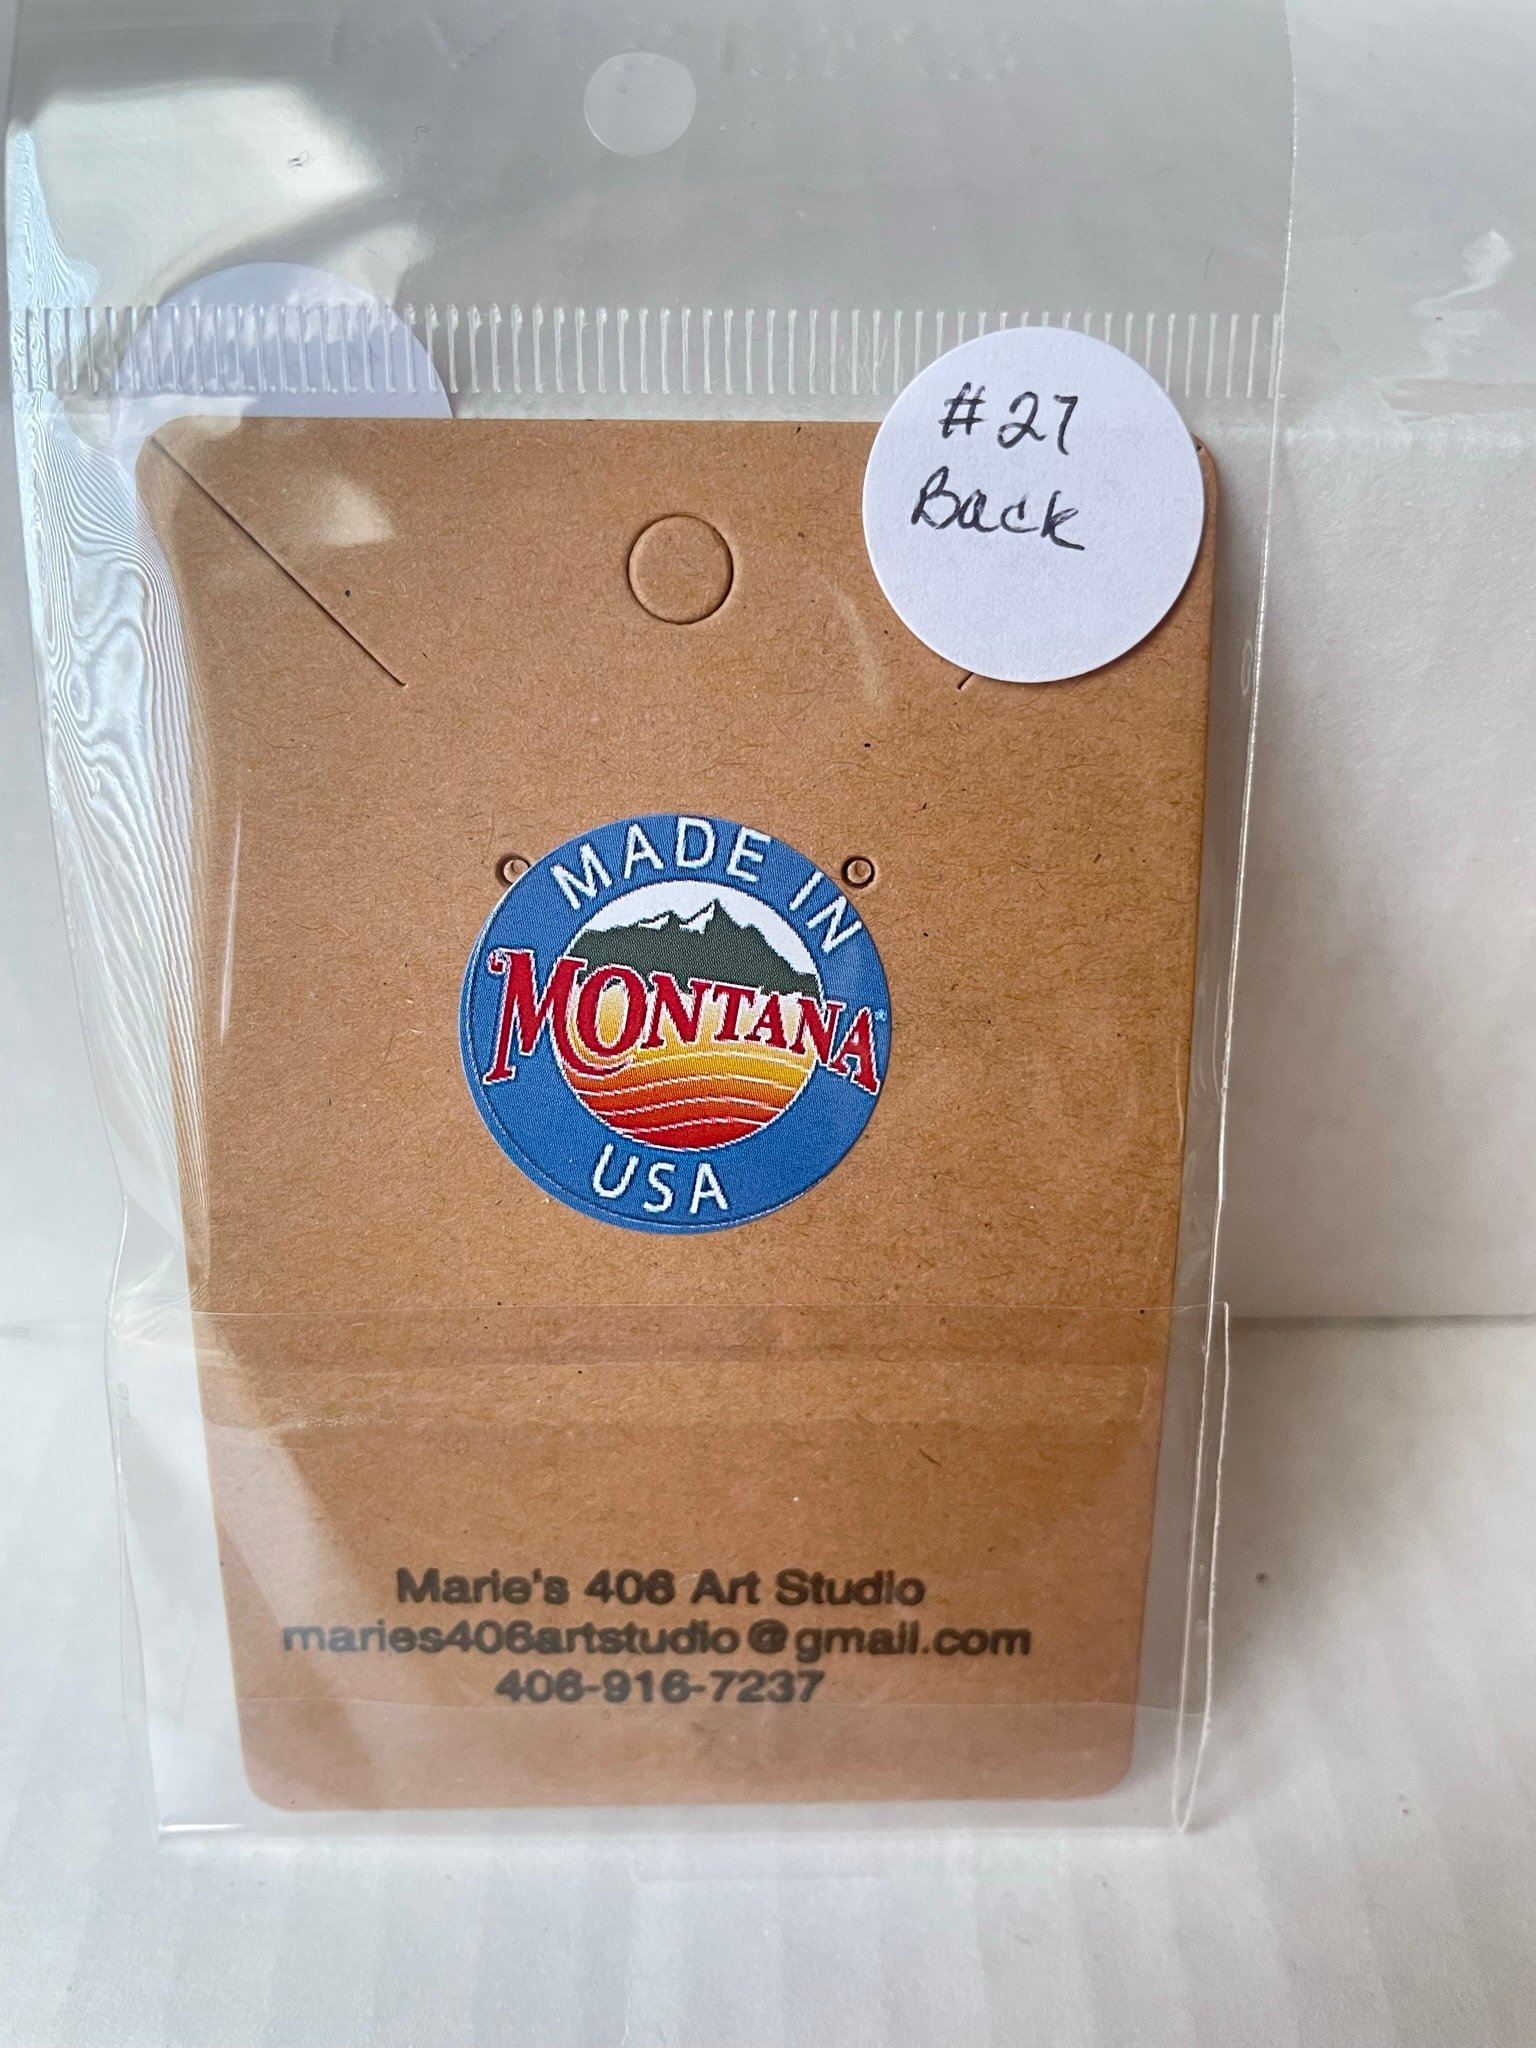 #27
Back
MADE IN
MONTANA
USA
Marie's 406 Art Studio
maries406artstudio@gmail.com
406-916-7237